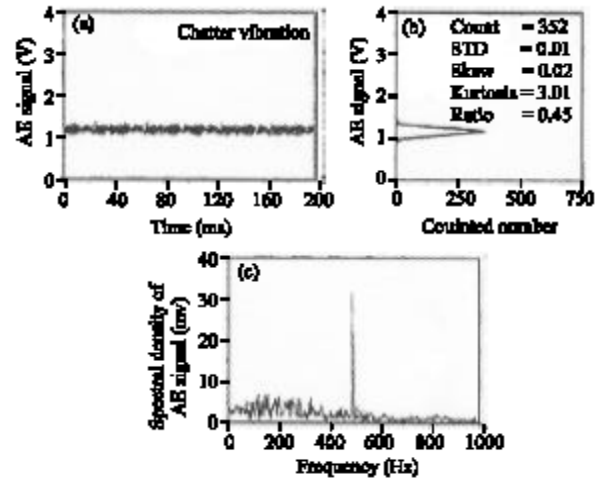 (a)
Chatter vibration
AE signal (V)
4
3
2
1
0
0 40 80 120 160 200
Time (ms)
(b)
Count = 352
STD = 0.01
Skew = 0.02
Kurtosis = 3.01
Ratio = 0.45
AE signal (V)
4
3
2
1
0
0 250 500 750
Counted number
(c)
Spectral density of
AE signal (mv)
40
30
20
10
0
0 200 400 600 800 1000
Frequency (Hz)